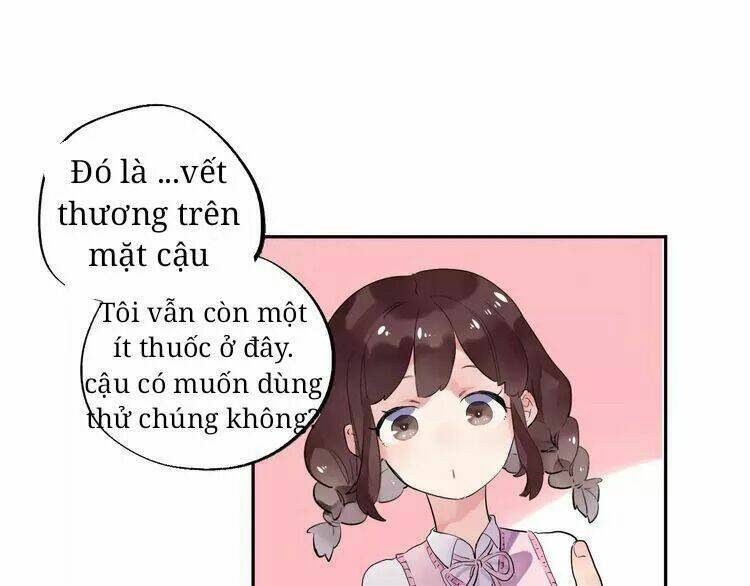 Đó là ...vết
thương trên
mặt cậu
Tôi vẫn còn một
ít thuốc ở đây.
cậu có muốn dùng
thử chúng không?